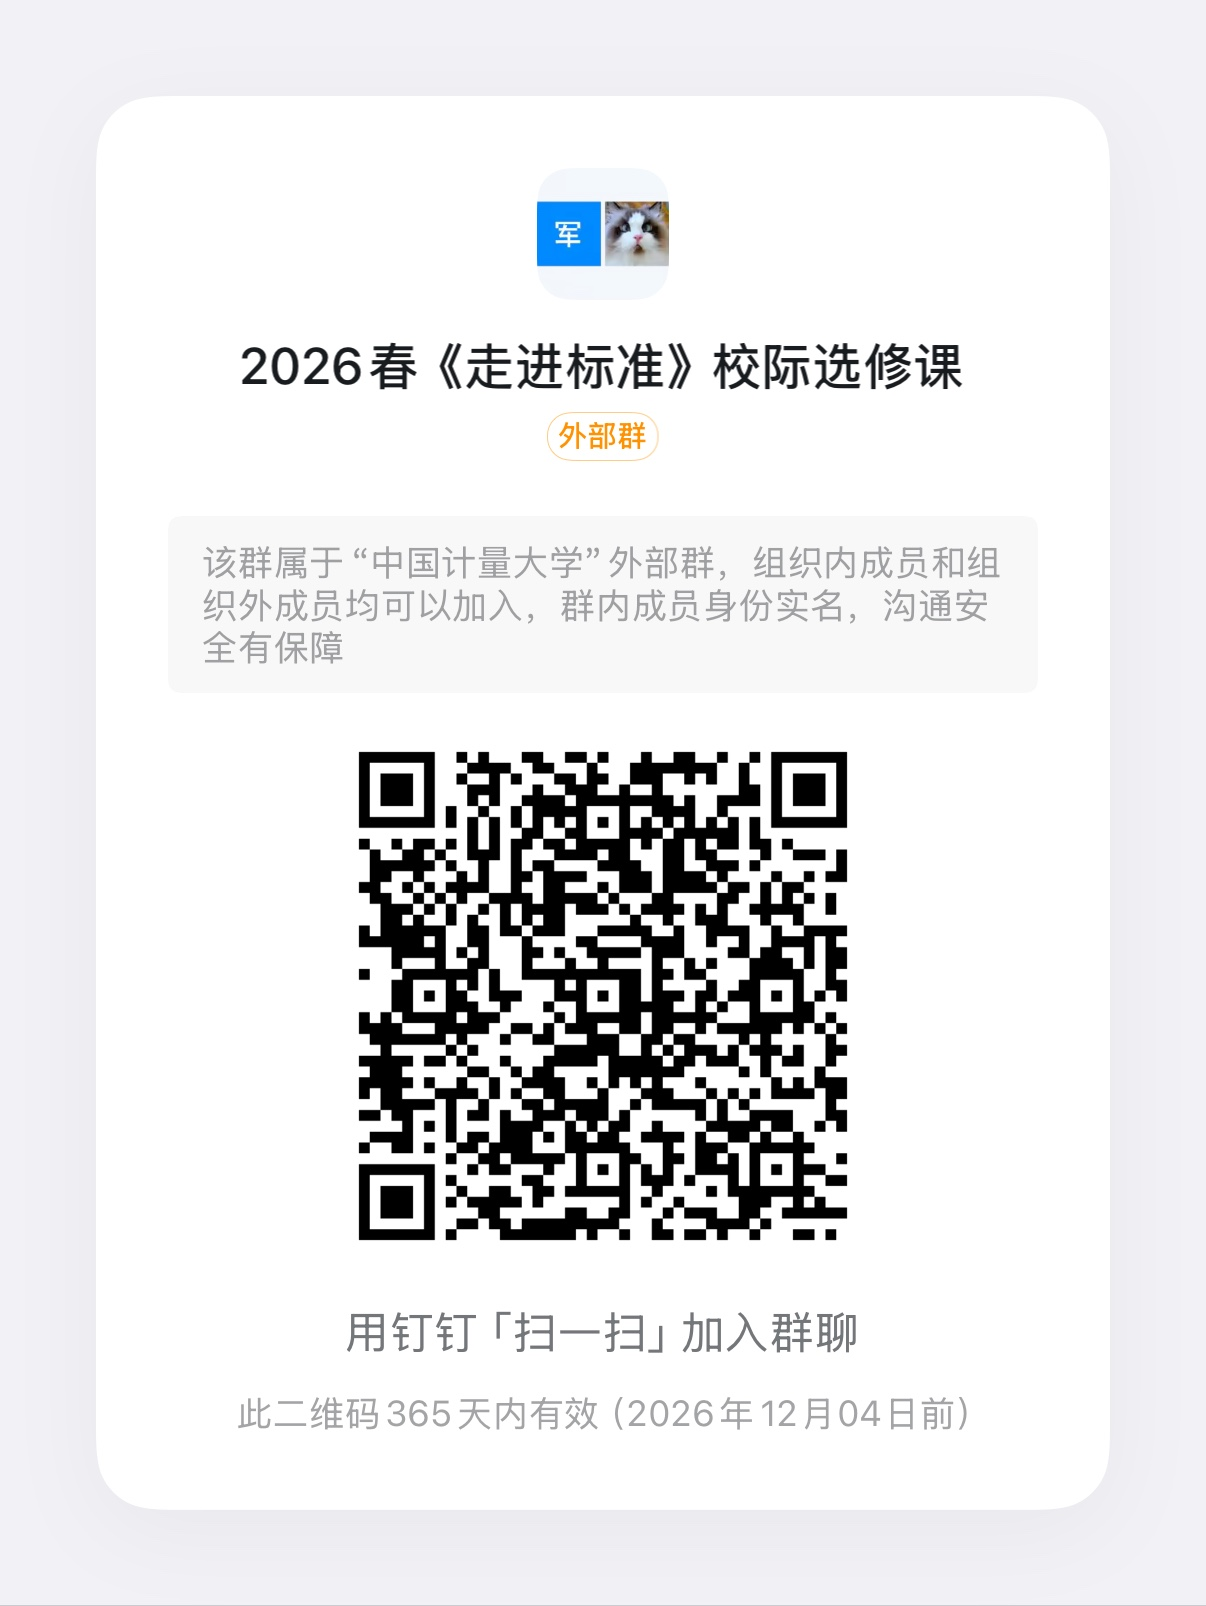 军
2026春《走进标准》校际选修课
外部群
该群属于“中国计量大学”外部群，组织内成员和组
织外成员均可以加入，群内成员身份实名，沟通安
全有保障
用钉钉「扫一扫」加入群聊
此二维码365天内有效（2026年12月04日前）